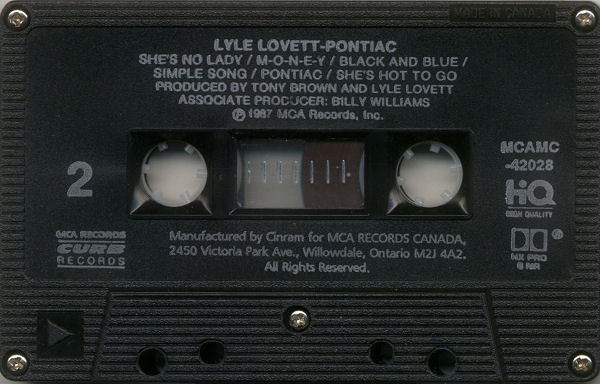 MADE IN CANADA
LYLE LOVETT-PONTIAC
SHE'S NO LADY / M-O-N-E-Y / BLACK AND BLUE /
SIMPLE SONG / PONTIAC / SHE'S HOT TO GO
PRODUCED BY TONY BROWN AND LYLE LOVETT
ASSOCIATE PRODUCER: BILLY WILLIAMS
℗ 1987 MCA Records, Inc.
2
MCAMC
-42028
HiQ
HIGH QUALITY
MCA RECORDS
CURB
RECORDS
HX PRO
B NR
Manufactured by Cinram for MCA RECORDS CANADA,
2450 Victoria Park Ave., Willowdale, Ontario M2J 4A2.
All Rights Reserved.